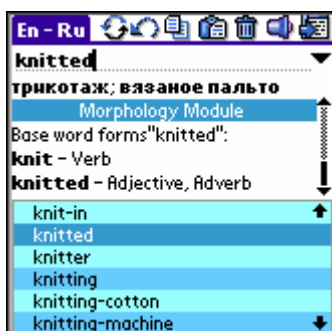 En - Ru
knitted
трикотаж; вязаное пальто
Morphology Module
Base word forms"knitted":
knit - Verb
knitted - Adjective, Adverb
knit-in
knitted
knitter
knitting
knitting-cotton
knitting-machine